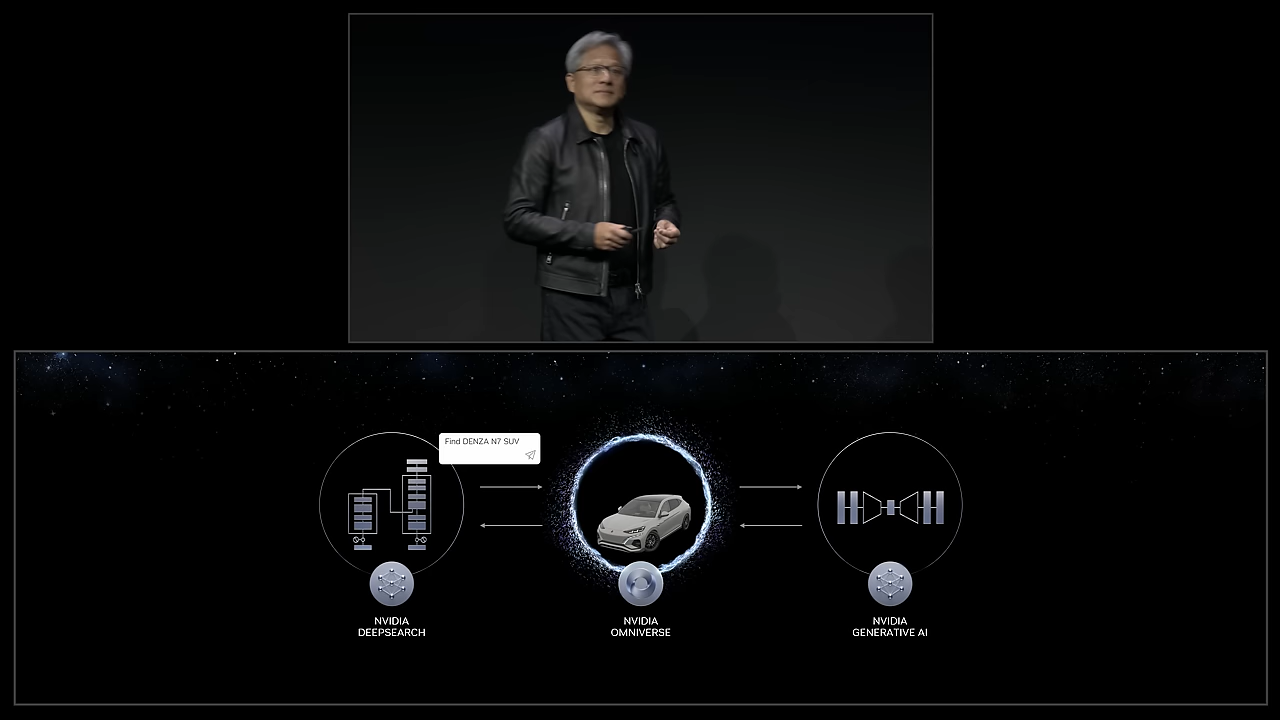 Find DENZA N7 SUV
NVIDIA
DEEPSEARCH
NVIDIA
OMNIVERSE
NVIDIA
GENERATIVE AI